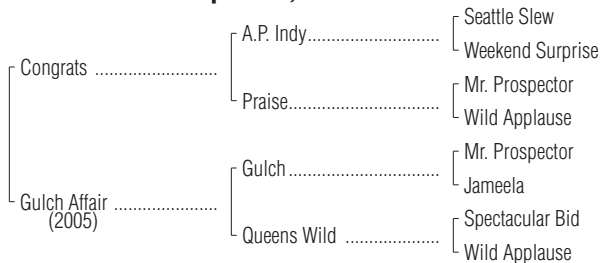 Seattle Slew
A.P. Indy..............................
Weekend Surprise
Congrats ..........................
Mr. Prospector
Praise...................................
Wild Applause
Mr. Prospector
Gulch...................................
Jameela
Gulch Affair ......................
(2005)
Spectacular Bid
Queens Wild ....................
Wild Applause